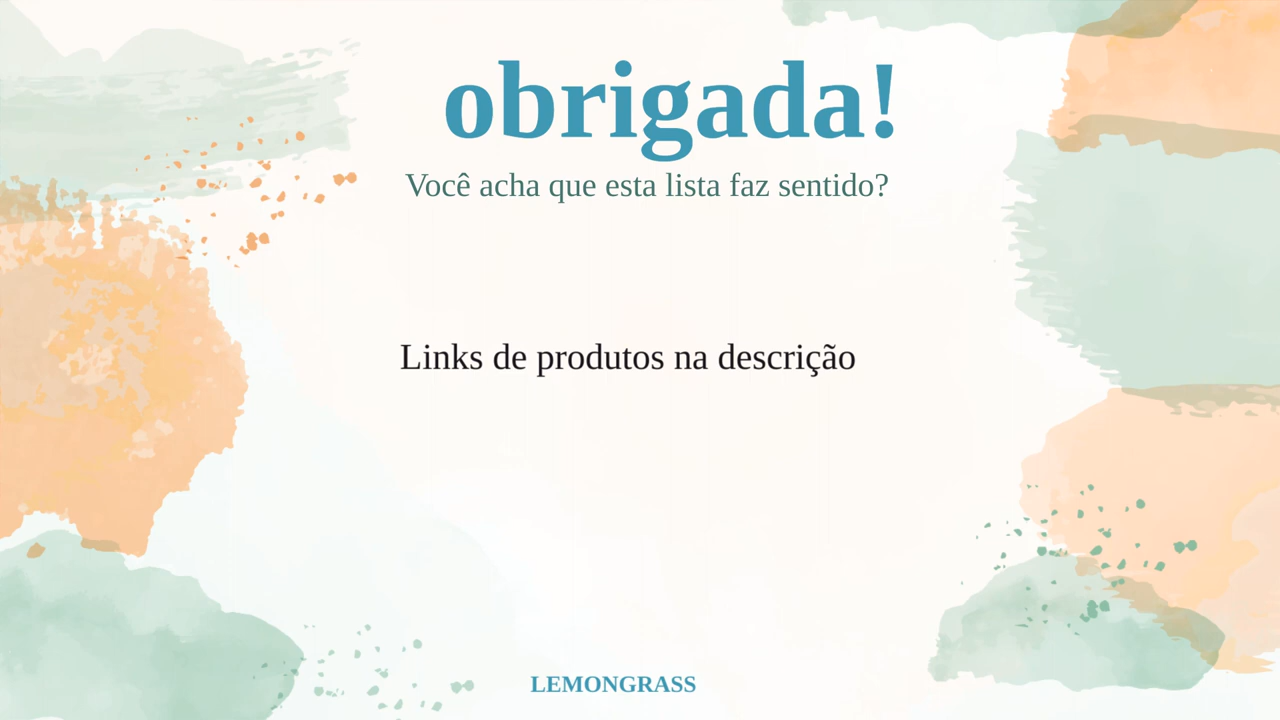 obrigada!
Você acha que esta lista faz sentido?
Links de produtos na descrição
LEMONGRASS